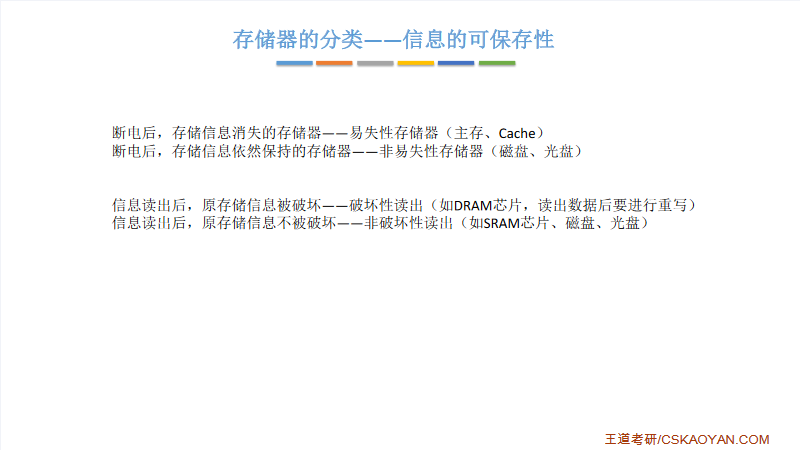 存储器的分类——信息的可保存性
断电后，存储信息消失的存储器——易失性存储器（主存、Cache）
断电后，存储信息依然保持的存储器——非易失性存储器（磁盘、光盘）
信息读出后，原存储信息被破坏——破坏性读出（如DRAM芯片，读出数据后要进行重写）
信息读出后，原存储信息不被破坏——非破坏性读出（如SRAM芯片、磁盘、光盘）
王道考研/CSKAOYAN.COM